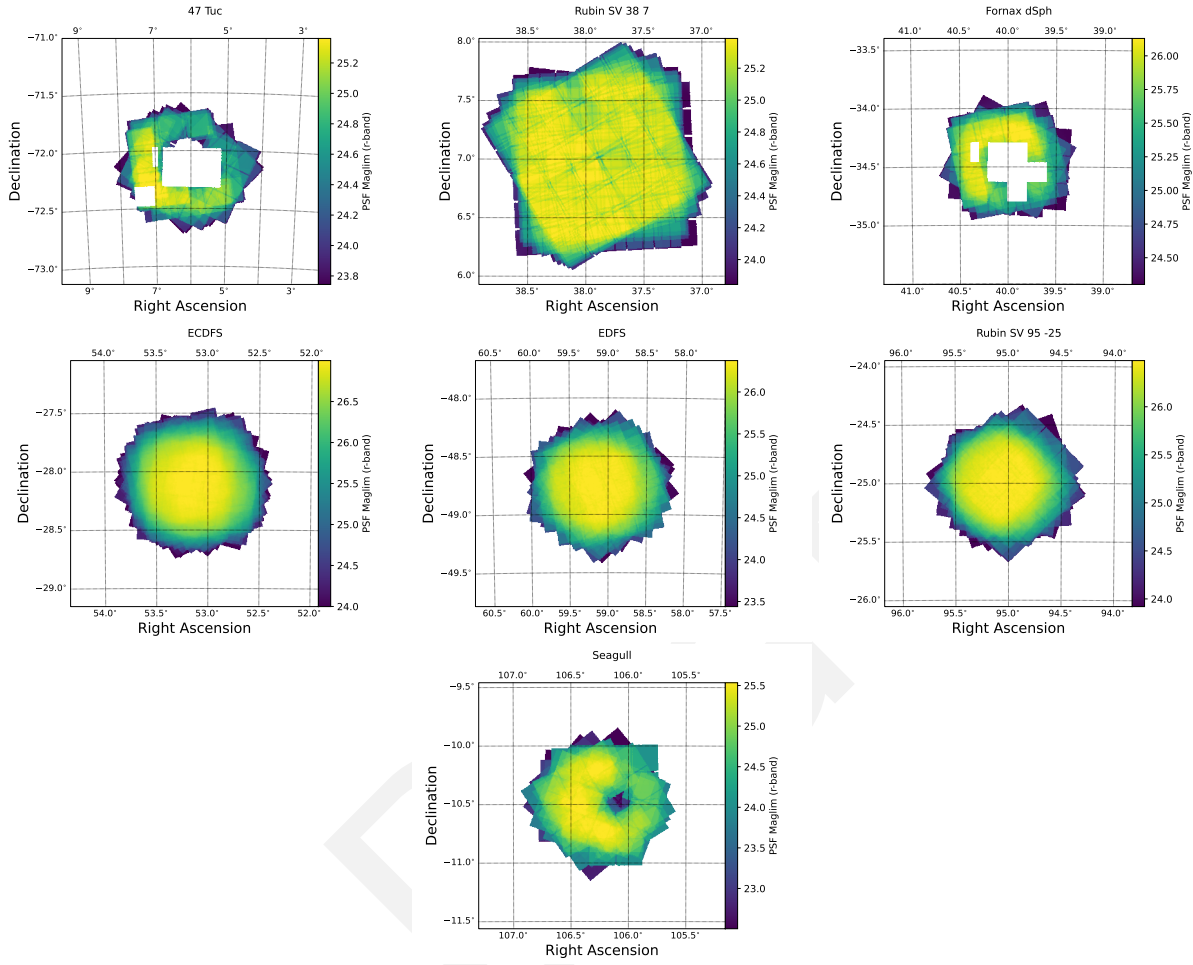 47 Tuc
9° 7° 5° 3°
−71.0°
−71.5°
−72.0°
−72.5°
−73.0°
9° 7° 5° 3°
Right Ascension
Declination
25.2
25.0
24.8
24.6
24.4
24.2
24.0
23.8
PSF Maglim (r-band)
Rubin SV 38 7
38.5° 38.0° 37.5° 37.0°
8.0°
7.5°
7.0°
6.5°
6.0°
38.5° 38.0° 37.5° 37.0°
Right Ascension
Declination
25.2
25.0
24.8
24.6
24.4
24.2
24.0
PSF Maglim (r-band)
Fornax dSph
41.0° 40.5° 40.0° 39.5° 39.0°
−33.5°
−34.0°
−34.5°
−35.0°
41.0° 40.5° 40.0° 39.5° 39.0°
Right Ascension
Declination
26.00
25.75
25.50
25.25
25.00
24.75
24.50
PSF Maglim (r-band)
ECDFS
54.0° 53.5° 53.0° 52.5° 52.0°
−27.5°
−28.0°
−28.5°
−29.0°
54.0° 53.5° 53.0° 52.5° 52.0°
Right Ascension
Declination
26.5
26.0
25.5
25.0
24.5
24.0
PSF Maglim (r-band)
EDFS
60.5° 60.0° 59.5° 59.0° 58.5° 58.0°
−48.0°
−48.5°
−49.0°
−49.5°
60.5° 60.0° 59.5° 59.0° 58.5° 58.0° 57.5°
Right Ascension
Declination
26.0
25.5
25.0
24.5
24.0
23.5
PSF Maglim (r-band)
Rubin SV 95 -25
96.0° 95.5° 95.0° 94.5° 94.0°
−24.0°
−24.5°
−25.0°
−25.5°
−26.0°
96.0° 95.5° 95.0° 94.5° 94.0°
Right Ascension
Declination
26.0
25.5
25.0
24.5
24.0
PSF Maglim (r-band)
Seagull
107.0° 106.5° 106.0° 105.5°
−9.5°
−10.0°
−10.5°
−11.0°
−11.5°
107.0° 106.5° 106.0° 105.5°
Right Ascension
Declination
25.5
25.0
24.5
24.0
23.5
23.0
PSF Maglim (r-band)